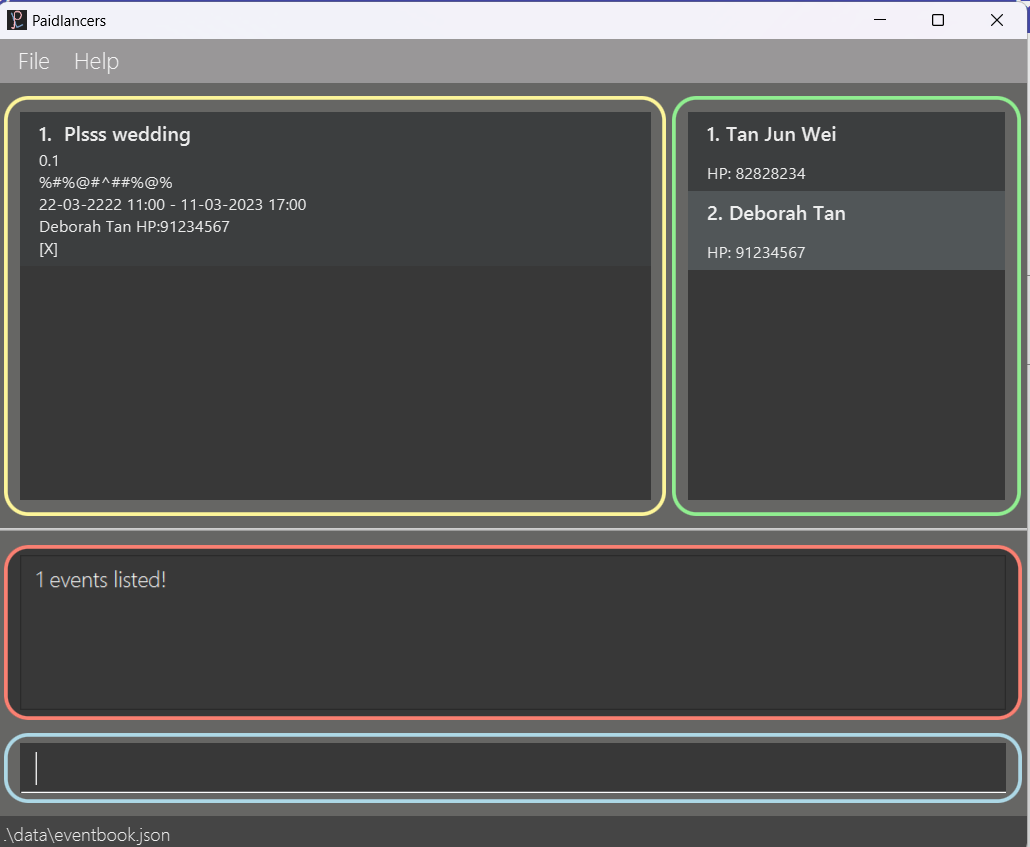 Paidlancers
File Help
1. Plsss wedding
0.1
%#%@#^##%@%
22-03-2222 11:00 - 11-03-2023 17:00
Deborah Tan HP:91234567
[X]
1. Tan Jun Wei
HP: 82828234
2. Deborah Tan
HP: 91234567
1 events listed!
.\data\eventbook.json